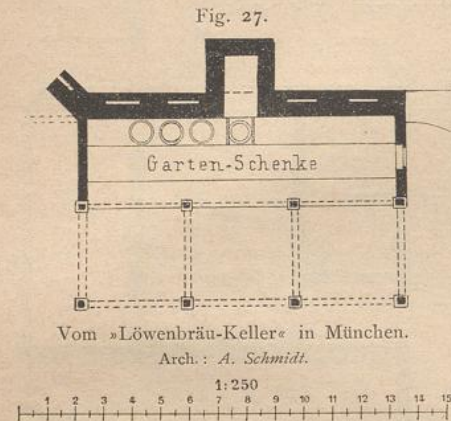 Fig. 27.
Garten-Schenke
Vom »Löwenbräu-Keller« in München.
Arch.: A. Schmidt.
1:250
1 2 3 4 5 6 7 8 9 10 11 12 13 14 15